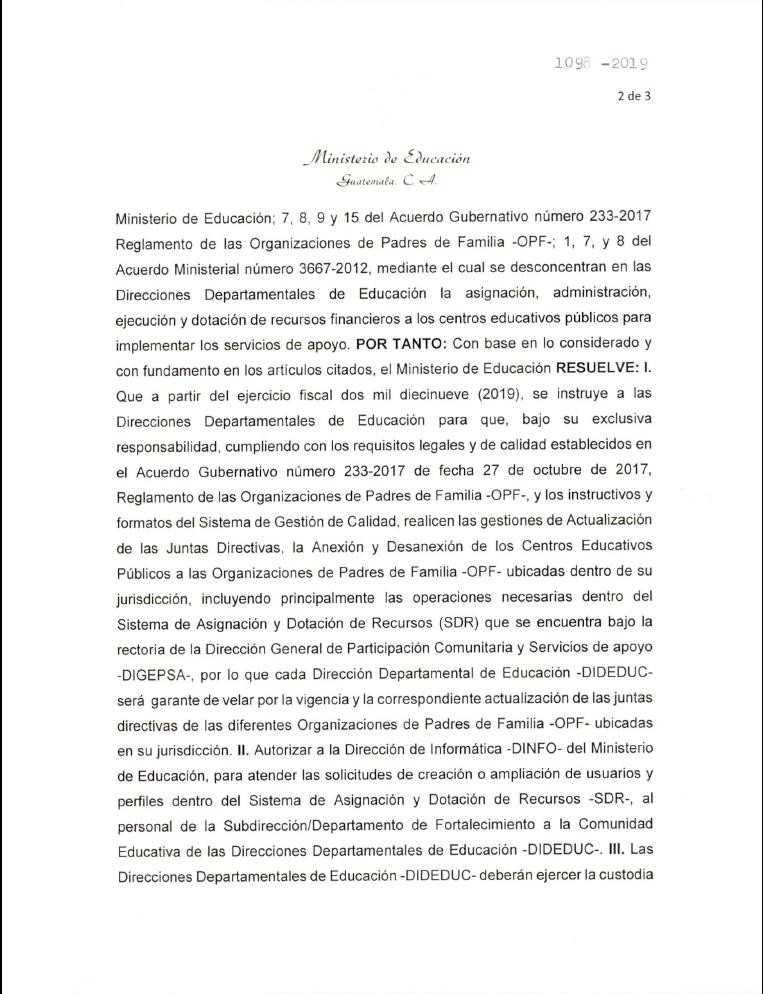 1098 -2019
2 de 3
Ministerio de Educación
Guatemala. C. A.
Ministerio de Educación; 7, 8, 9 y 15 del Acuerdo Gubernativo número 233-2017
Reglamento de las Organizaciones de Padres de Familia -OPF-; 1, 7, y 8 del
Acuerdo Ministerial número 3667-2012, mediante el cual se desconcentran en las
Direcciones Departamentales de Educación la asignación, administración,
ejecución y dotación de recursos financieros a los centros educativos públicos para
implementar los servicios de apoyo. POR TANTO: Con base en lo considerado y
con fundamento en los artículos citados, el Ministerio de Educación RESUELVE: I.
Que a partir del ejercicio fiscal dos mil diecinueve (2019), se instruye a las
Direcciones Departamentales de Educación para que, bajo su exclusiva
responsabilidad, cumpliendo con los requisitos legales y de calidad establecidos en
el Acuerdo Gubernativo número 233-2017 de fecha 27 de octubre de 2017,
Reglamento de las Organizaciones de Padres de Familia -OPF-, y los instructivos y
formatos del Sistema de Gestión de Calidad, realicen las gestiones de Actualización
de las Juntas Directivas, la Anexión y Desanexión de los Centros Educativos
Públicos a las Organizaciones de Padres de Familia -OPF- ubicadas dentro de su
jurisdicción, incluyendo principalmente las operaciones necesarias dentro del
Sistema de Asignación y Dotación de Recursos (SDR) que se encuentra bajo la
rectoria de la Dirección General de Participación Comunitaria y Servicios de apoyo
-DIGEPSA-, por lo que cada Dirección Departamental de Educación -DIDEDUC-
será garante de velar por la vigencia y la correspondiente actualización de las juntas
directivas de las diferentes Organizaciones de Padres de Familia -OPF- ubicadas
en su jurisdicción. II. Autorizar a la Dirección de Informática -DINFO- del Ministerio
de Educación, para atender las solicitudes de creación o ampliación de usuarios y
perfiles dentro del Sistema de Asignación y Dotación de Recursos -SDR-, al
personal de la Subdirección/Departamento de Fortalecimiento a la Comunidad
Educativa de las Direcciones Departamentales de Educación -DIDEDUC-. III. Las
Direcciones Departamentales de Educación -DIDEDUC- deberán ejercer la custodia